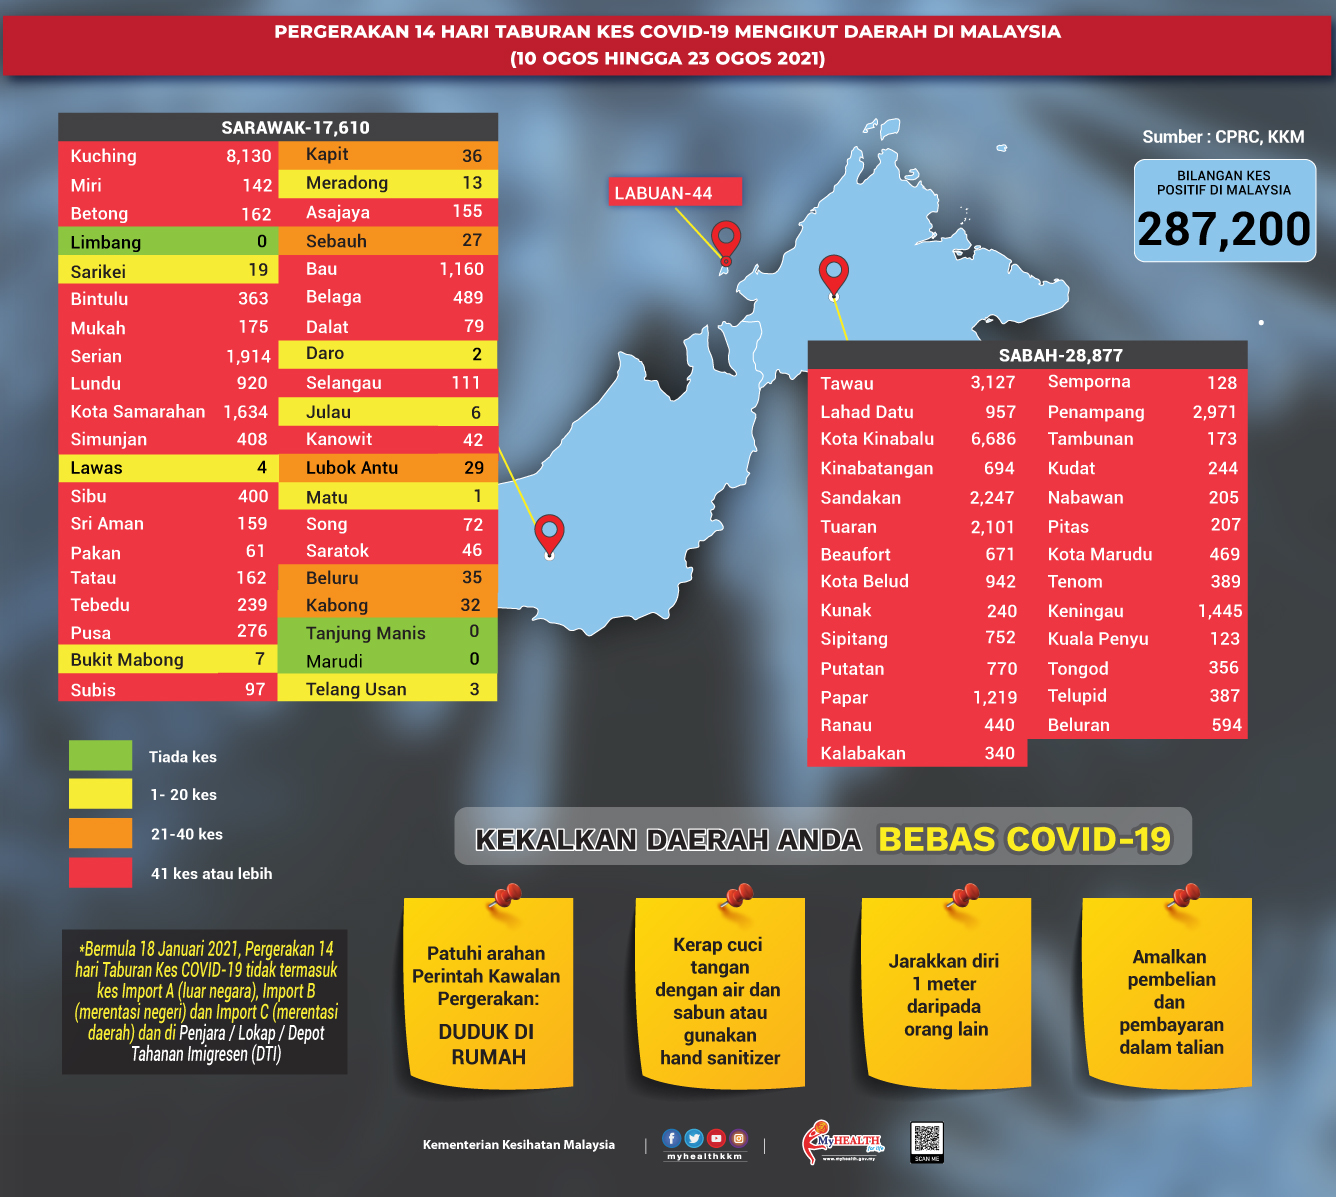 PERGERAKAN 14 HARI TABURAN KES COVID-19 MENGIKUT DAERAH DI MALAYSIA
(10 OGOS HINGGA 23 OGOS 2021)
SARAWAK-17,610
Kuching 8,130
Miri 142
Betong 162
Limbang 0
Sarikei 19
Bintulu 363
Mukah 175
Serian 1,914
Lundu 920
Kota Samarahan 1,634
Simunjan 408
Lawas 4
Sibu 400
Sri Aman 159
Pakan 61
Tatau 162
Tebedu 239
Pusa 276
Bukit Mabong 7
Subis 97
Kapit 36
Meradong 13
Asajaya 155
Sebauh 27
Bau 1,160
Belaga 489
Dalat 79
Daro 2
Selangau 111
Julau 6
Kanowit 42
Lubok Antu 29
Matu 1
Song 72
Saratok 46
Beluru 35
Kabong 32
Tanjung Manis 0
Marudi 0
Telang Usan 3
LABUAN-44
Sumber : CPRC, KKM
BILANGAN KES
POSITIF DI MALAYSIA
287,200
SABAH-28,877
Tawau 3,127
Lahad Datu 957
Kota Kinabalu 6,686
Kinabatangan 694
Sandakan 2,247
Tuaran 2,101
Beaufort 671
Kota Belud 942
Kunak 240
Sipitang 752
Putatan 770
Papar 1,219
Ranau 440
Kalabakan 340
Semporna 128
Penampang 2,971
Tambunan 173
Kudat 244
Nabawan 205
Pitas 207
Kota Marudu 469
Tenom 389
Keningau 1,445
Kuala Penyu 123
Tongod 356
Telupid 387
Beluran 594
Tiada kes
1- 20 kes
21-40 kes
41 kes atau lebih
*Bermula 18 Januari 2021, Pergerakan 14
hari Taburan Kes COVID-19 tidak termasuk
kes Import A (luar negara), Import B
(merentasi negeri) dan Import C (merentasi
daerah) dan di Penjara / Lokap / Depot
Tahanan Imigresen (DTI)
KEKALKAN DAERAH ANDA BEBAS COVID-19
Patuhi arahan
Perintah Kawalan
Pergerakan:
DUDUK DI
RUMAH
Kerap cuci
tangan
dengan air dan
sabun atau
gunakan
hand sanitizer
Jarakkan diri
1 meter
daripada
orang lain
Amalkan
pembelian
dan
pembayaran
dalam talian
Kementerian Kesihatan Malaysia
myhealthkkm
MyHEALTH
for life
www.myhealth.gov.my
SCAN ME